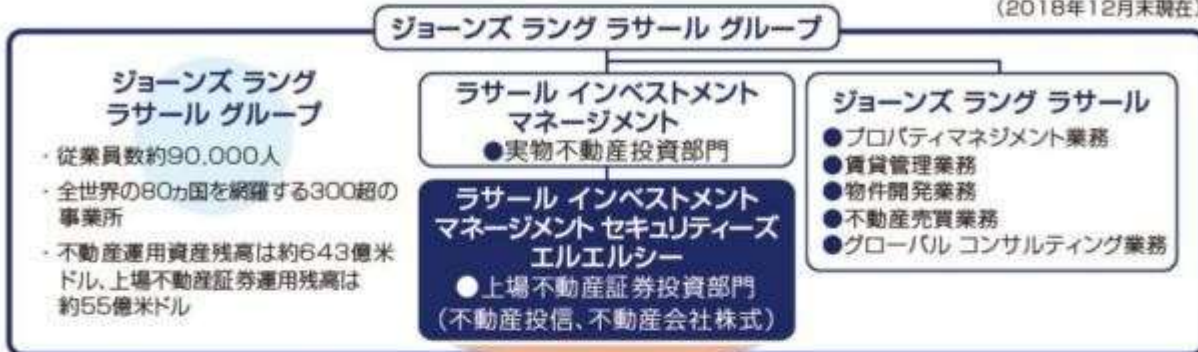 (2018年12月末現在)
ジョーンズ ラング ラサール グループ
ジョーンズ ラング
ラサール グループ
・従業員数約90,000人
・全世界の80ヵ国を網羅する300超の
事業所
・不動産運用資産残高は約643億米
ドル、上場不動産証券運用残高は
約55億米ドル
ラサール インベストメント
マネージメント
●実物不動産投資部門
ラサール インベストメント
マネージメント セキュリティーズ
エルエルシー
●上場不動産証券投資部門
(不動産投信、不動産会社株式)
ジョーンズ ラング ラサール
●プロパティマネジメント業務
●賃貸管理業務
●物件開発業務
●不動産売買業務
●グローバル コンサルティング業務